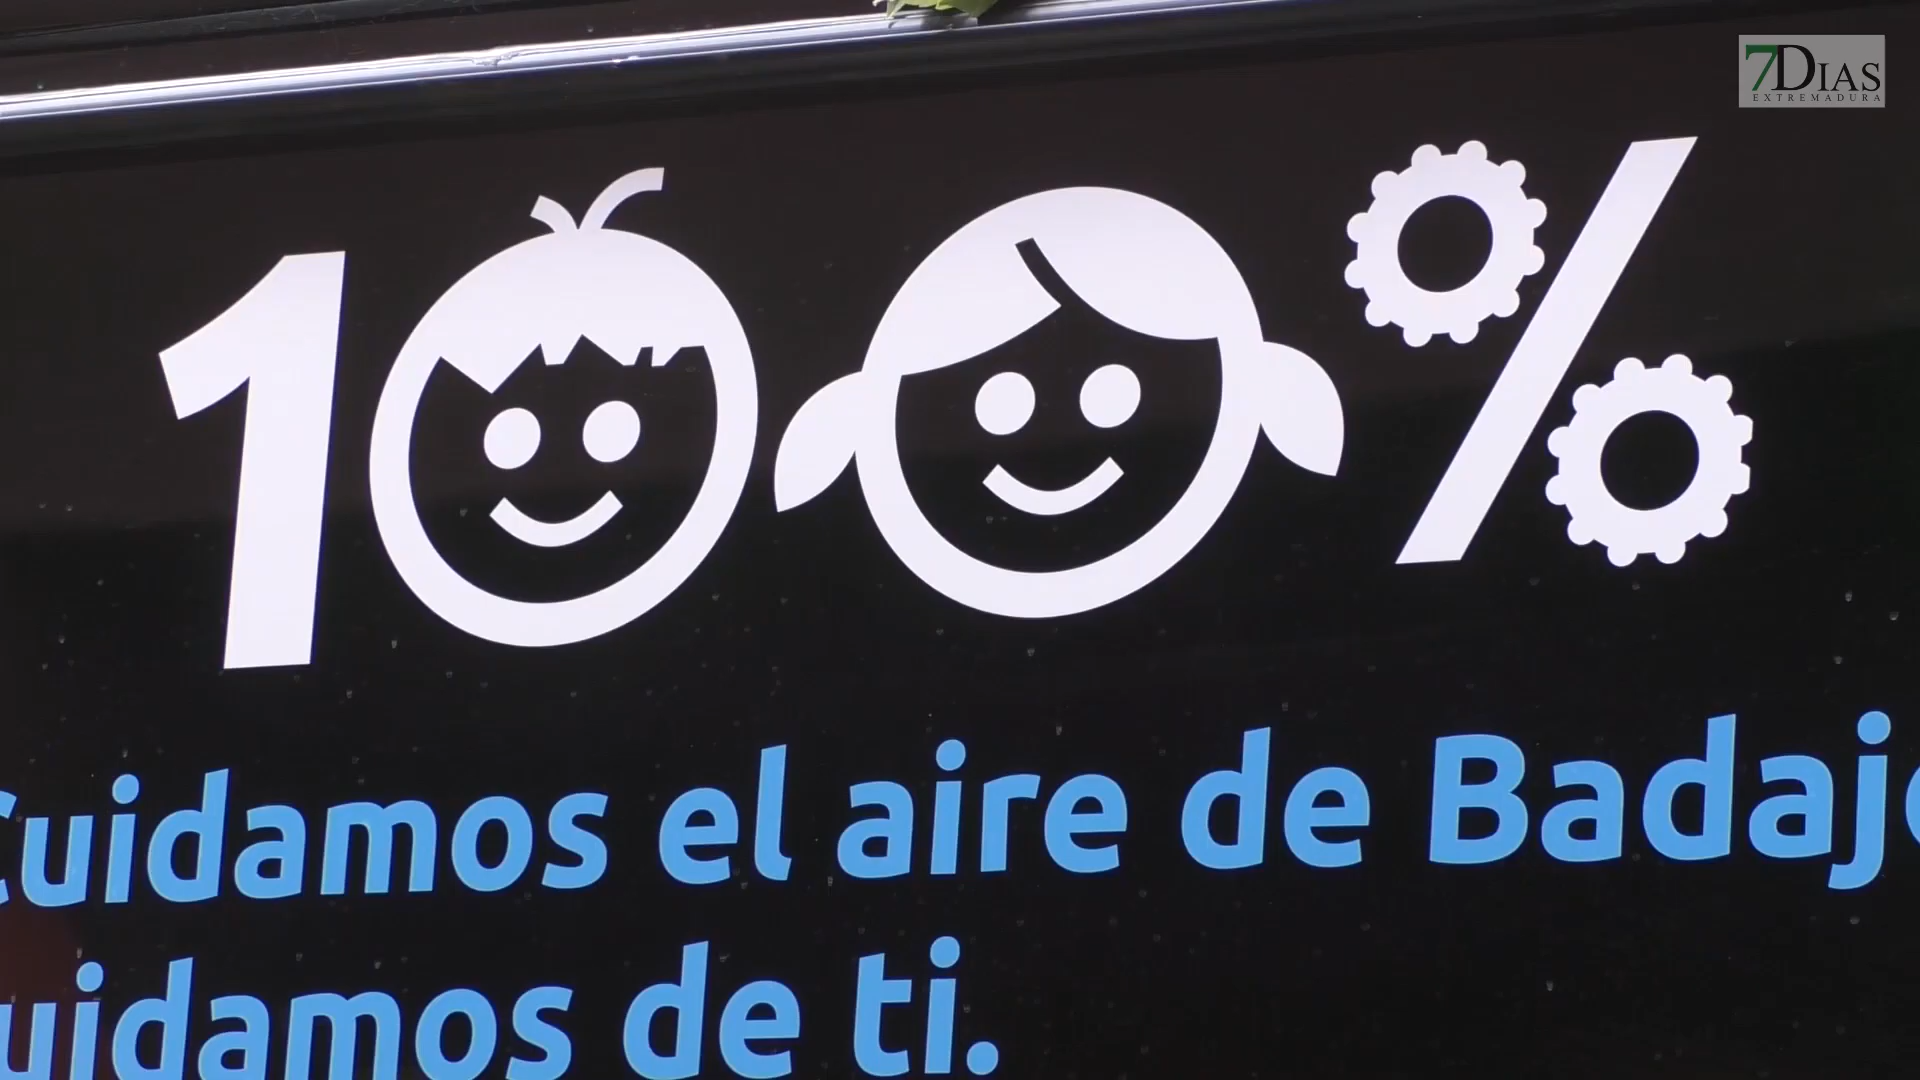 7DIAS
EXTREMADURA
100%
Cuidamos el aire de Badajo
uidamos de ti.